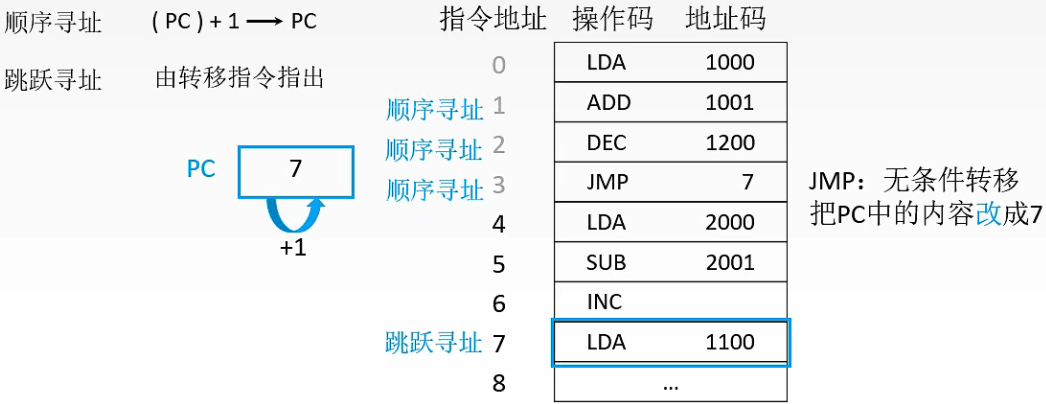 顺序寻址 ( PC ) + 1 ⟶ PC
跳跃寻址 由转移指令指出
PC 7
+1
指令地址 操作码 地址码
0 LDA 1000
顺序寻址 1 ADD 1001
顺序寻址 2 DEC 1200
顺序寻址 3 JMP 7
4 LDA 2000
5 SUB 2001
6 INC
跳跃寻址 7 LDA 1100
8 ...
JMP：无条件转移
把PC中的内容改成7